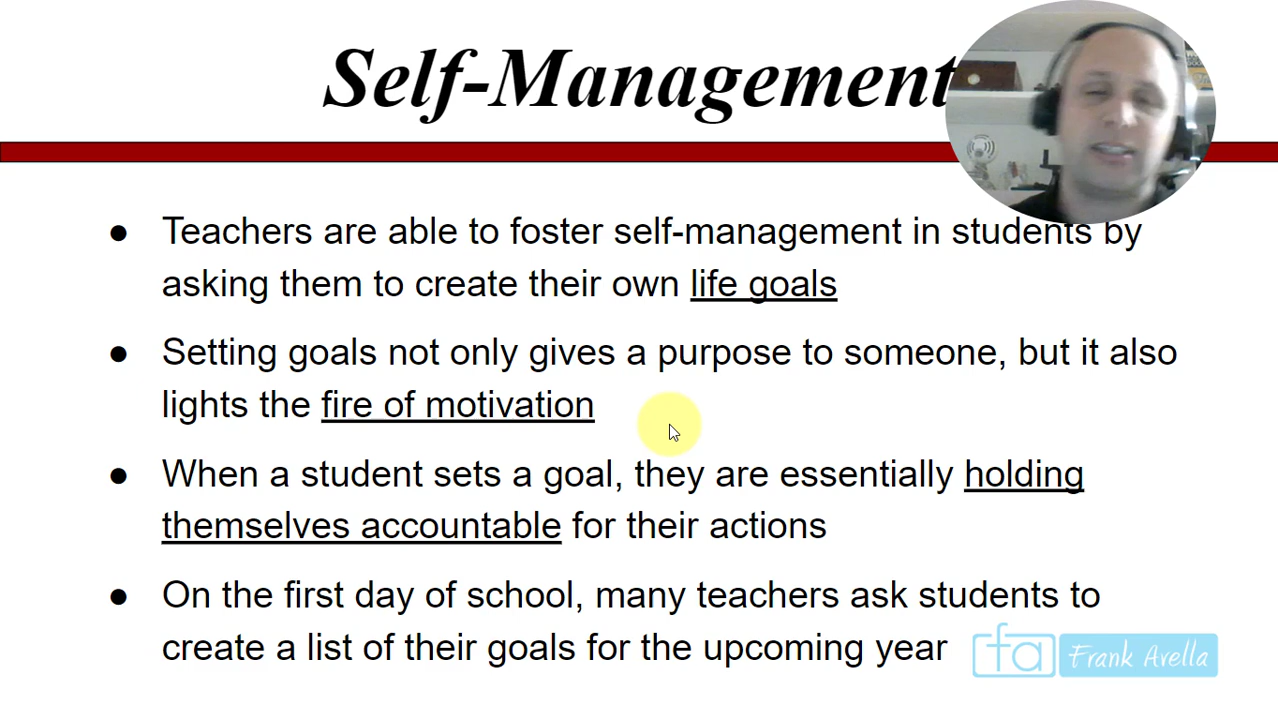 Self-Management
● Teachers are able to foster self-management in students by
asking them to create their own life goals
● Setting goals not only gives a purpose to someone, but it also
lights the fire of motivation
● When a student sets a goal, they are essentially holding
themselves accountable for their actions
● On the first day of school, many teachers ask students to
create a list of their goals for the upcoming year
fa Frank Avella